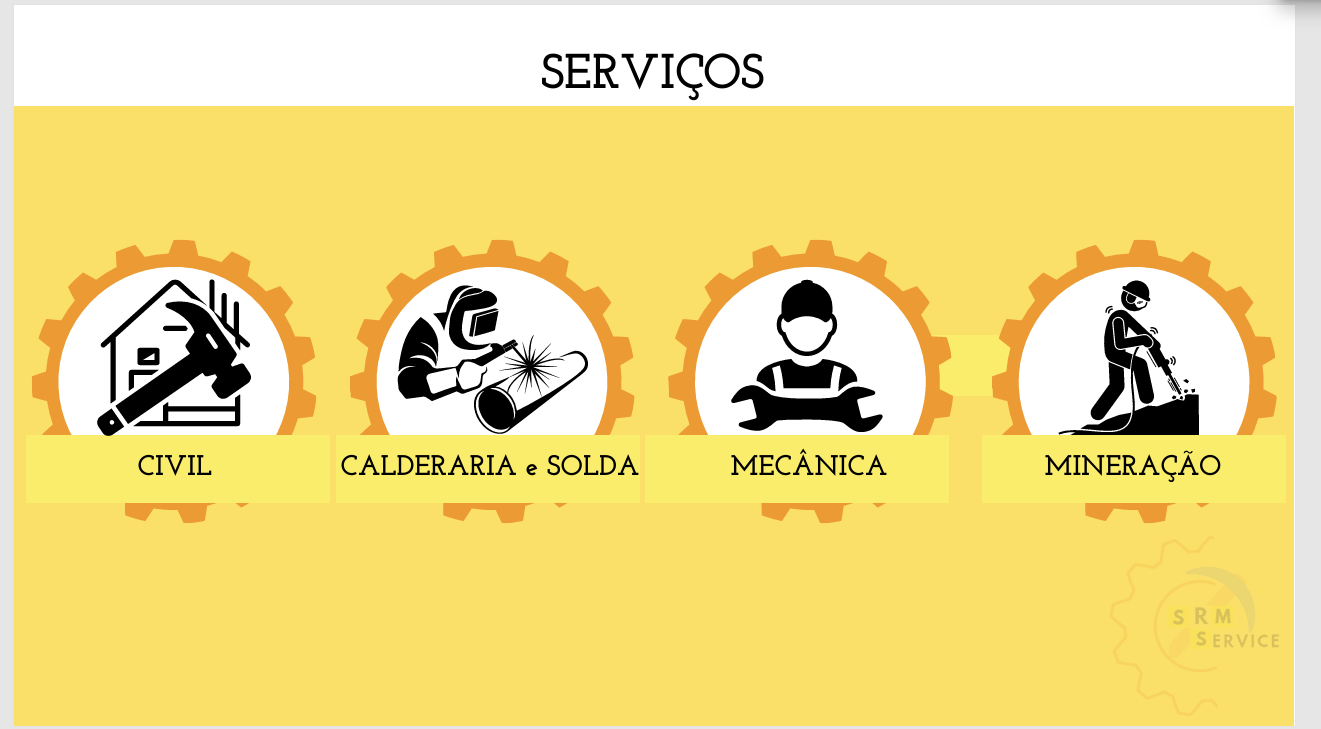 SERVIÇOS
CIVIL
CALDERARIA e SOLDA
MECÂNICA
MINERAÇÃO
SRM
SERVICE